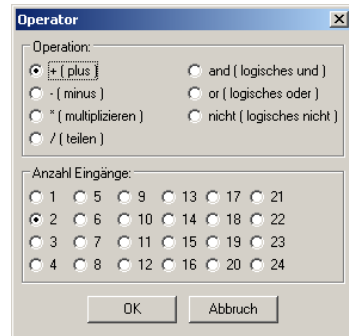 Operator
Operation:
+ ( plus )
and ( logisches und )
- ( minus )
or ( logisches oder )
* ( multiplizieren )
nicht ( logisches nicht )
/ ( teilen )
Anzahl Eingänge:
1 5 9 13 17 21
2 6 10 14 18 22
3 7 11 15 19 23
4 8 12 16 20 24
OK Abbruch